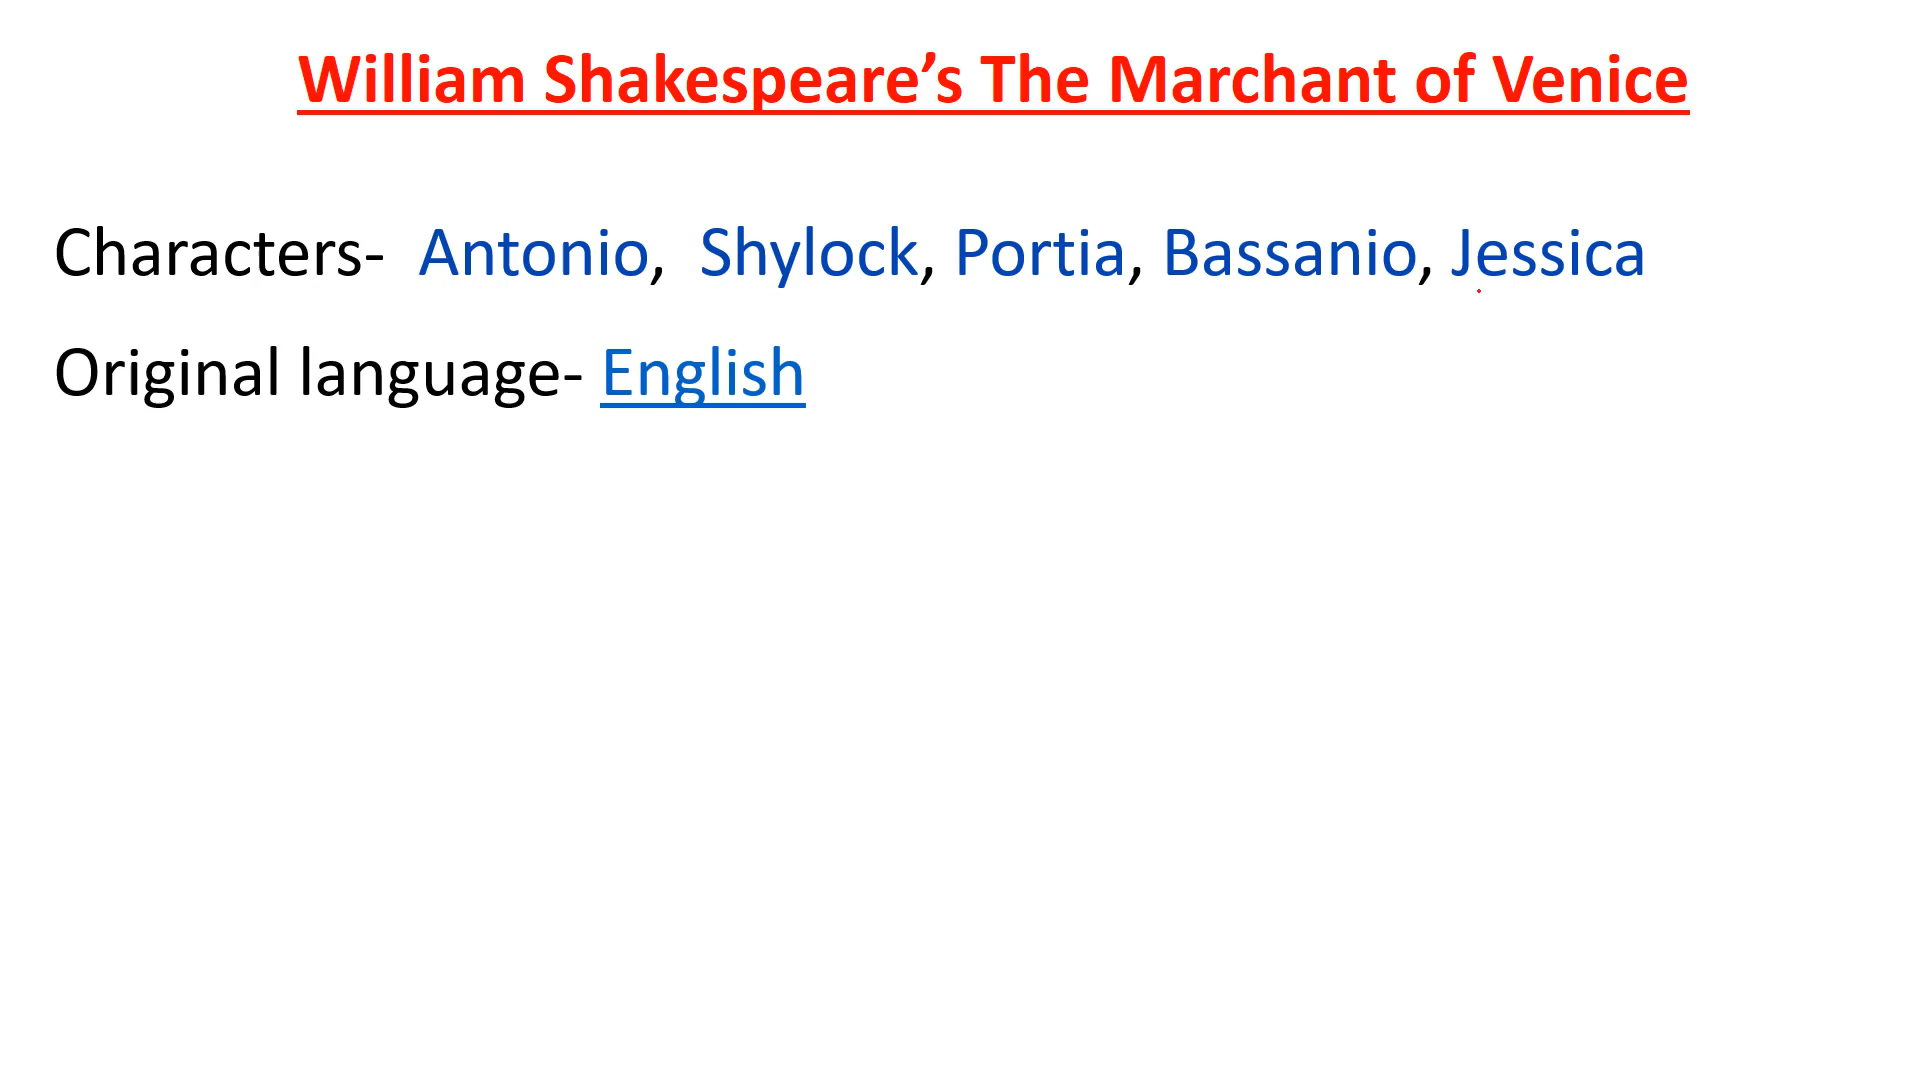 William Shakespeare’s The Marchant of Venice
Characters- Antonio, Shylock, Portia, Bassanio, Jessica
Original language- English